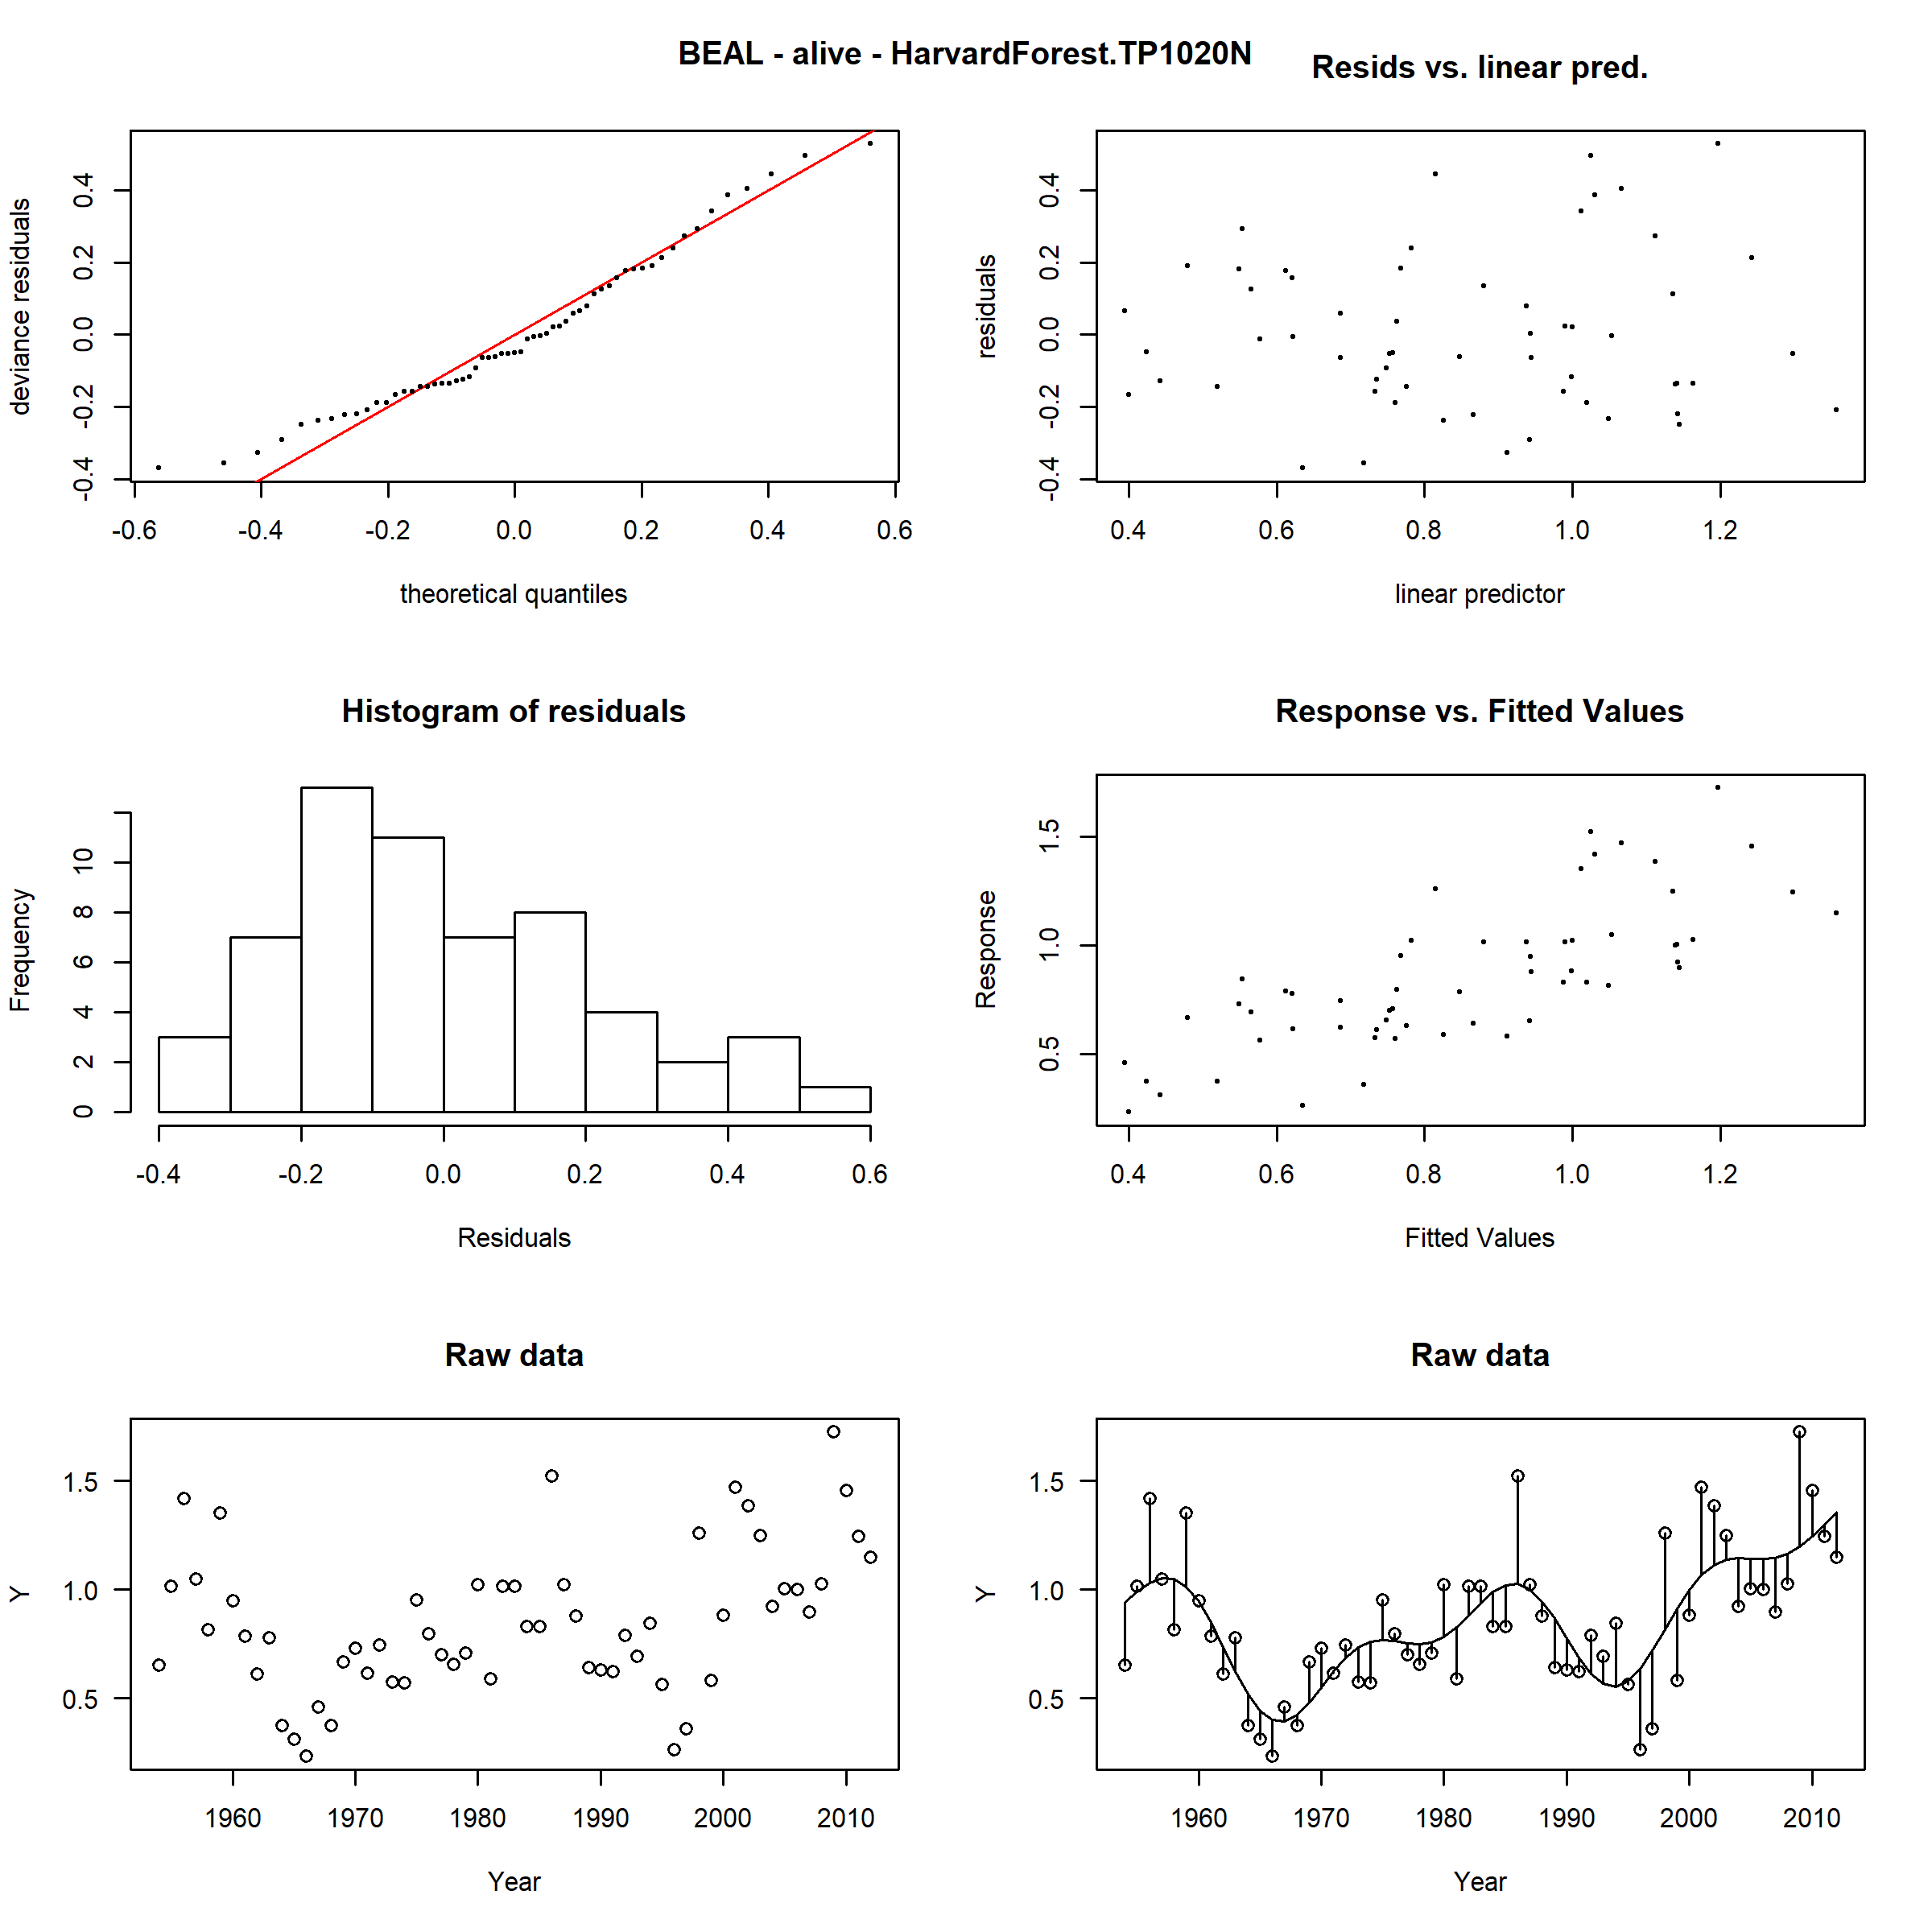 BEAL - alive - HarvardForest.TP1020N
Resids vs. linear pred.
deviance residuals
-0.4 -0.2 0.0 0.2 0.4
-0.6 -0.4 -0.2 0.0 0.2 0.4 0.6
theoretical quantiles
residuals
-0.4 -0.2 0.0 0.2 0.4
0.4 0.6 0.8 1.0 1.2
linear predictor
Histogram of residuals
Frequency
0 2 4 6 8 10
-0.4 -0.2 0.0 0.2 0.4 0.6
Residuals
Response vs. Fitted Values
Response
0.5 1.0 1.5
0.4 0.6 0.8 1.0 1.2
Fitted Values
Raw data
Y
0.5 1.0 1.5
1960 1970 1980 1990 2000 2010
Year
Raw data
Y
0.5 1.0 1.5
1960 1970 1980 1990 2000 2010
Year